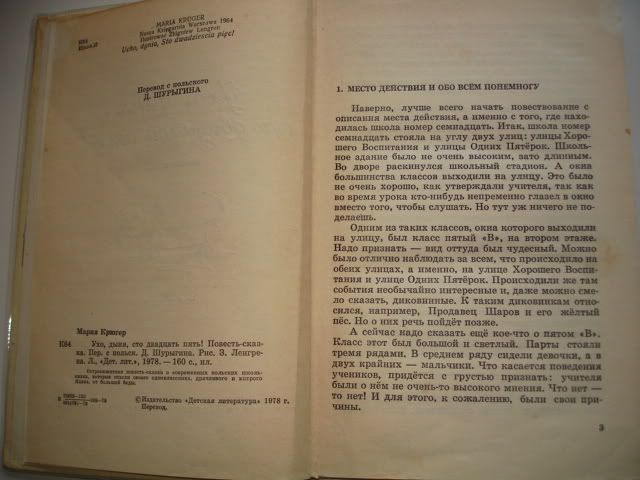 MARIA KRÜGER
Nasza Księgarnia Warszawa 1964
Ilustrował Zbigniew Lengren
Ucho, dynia, Sto dwadzieścia pięć!
Перевод с польского
Д. ШУРЫГИНА
Мария Крюгер
Ухо, дыня, сто двадцать пять! Повесть-сказ-
ка. Пер. с польск. Д. Шурыгина. Рис. З. Ленгре-
на. Л., «Дет. лит.», 1978. — 160 с., ил.
©Издательство «Детская литература» 1978 г.
Перевод.
1. МЕСТО ДЕЙСТВИЯ И ОБО ВСЁМ ПОНЕМНОГУ
Наверно, лучше всего начать повествование с
описания места действия, а именно с того, где нахо-
дилась школа номер семнадцать. Итак, школа номер
семнадцать стояла на углу двух улиц: улицы Хоро-
шего Воспитания и улицы Одних Пятёрок. Школь-
ное здание было не очень высоким, зато длинным.
Во дворе раскинулся школьный стадион. А окна
большинства классов выходили на улицу. Это было
не очень хорошо, как утверждали учителя, так как
во время урока кто-нибудь непременно глазел в окно
вместо того, чтобы слушать. Но тут уж ничего не по-
делаешь.
Одним из таких классов, окна которого выходили
на улицу, был класс пятый «В», на втором этаже.
Надо признать — вид оттуда был чудесный. Можно
было отлично наблюдать за всем, что происходило на
обеих улицах, а именно, на улице Хорошего Воспи-
тания и улице Одних Пятёрок. Происходили же там
события необычайно интересные и, даже можно сме-
ло сказать, диковинные. К таким диковинкам отно-
сился, например, Продавец Шаров и его жёлтый
пёс. Но о них речь пойдёт позже.
А сейчас надо сказать ещё кое-что о пятом «В».
Класс этот был большой и светлый. Парты стояли
тремя рядами. В среднем ряду сидели девочки, а в
двух крайних — мальчики. Что касается поведения
учеников, придётся с грустью признать: учителя
были о нём не очень-то высокого мнения. Что нет —
то нет! И для этого, к сожалению, были свои при-
чины.
3